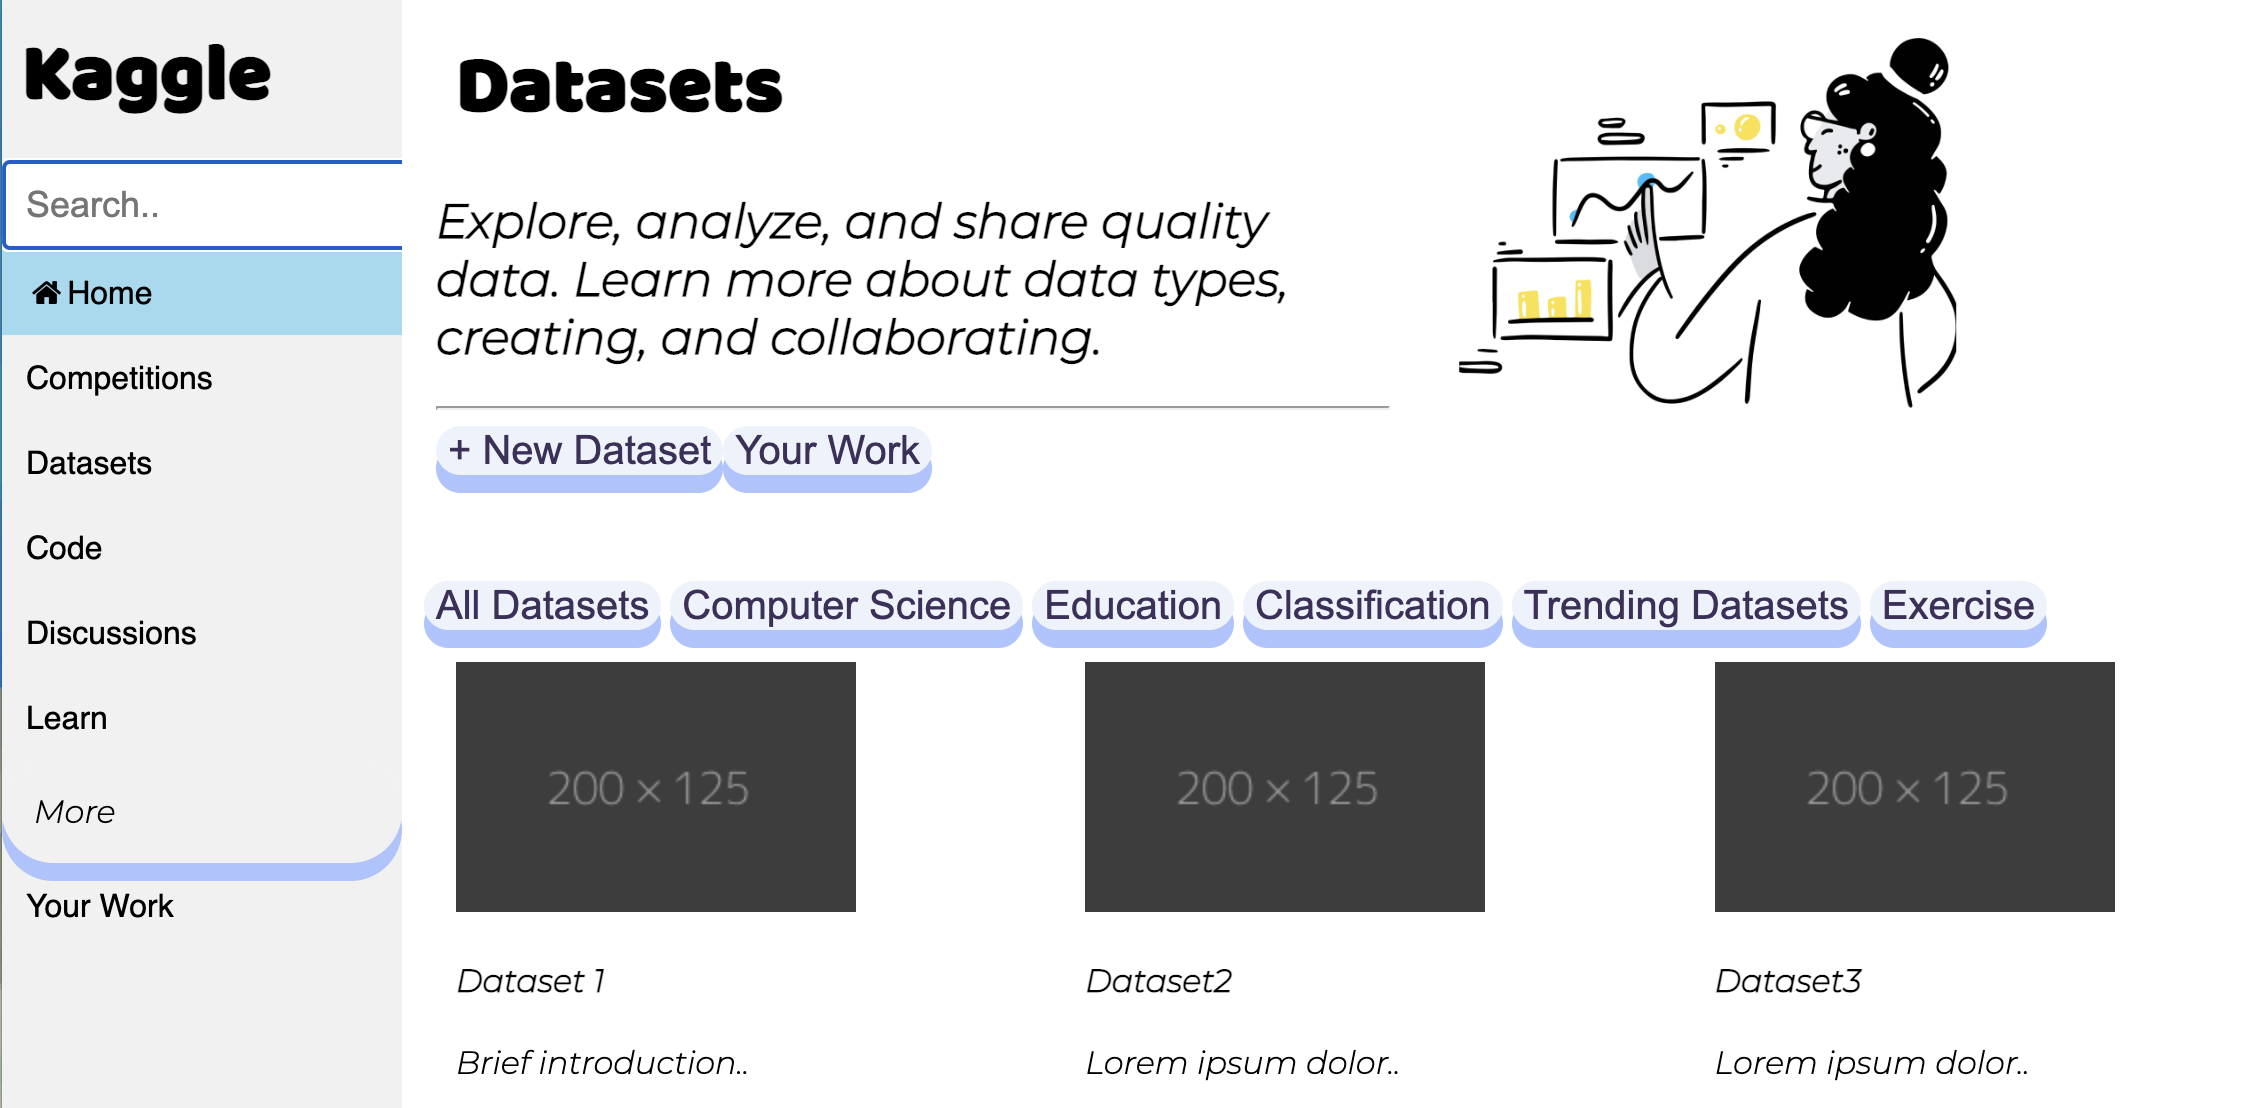 Kaggle
Search..
Home
Competitions
Datasets
Code
Discussions
Learn
More
Your Work
Datasets
Explore, analyze, and share quality
data. Learn more about data types,
creating, and collaborating.
+ New Dataset Your Work
All Datasets Computer Science Education Classification Trending Datasets Exercise
200 × 125 200 × 125 200 × 125
Dataset 1 Dataset2 Dataset3
Brief introduction.. Lorem ipsum dolor.. Lorem ipsum dolor..